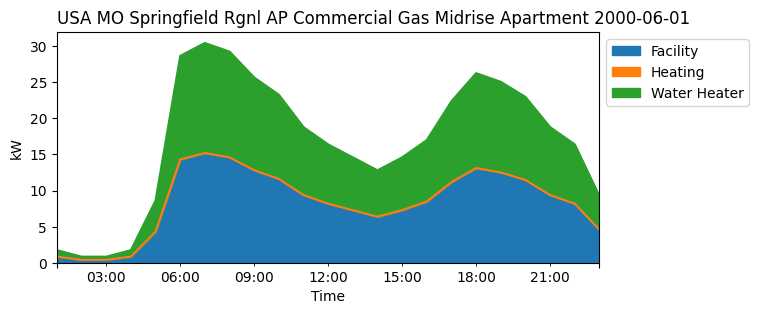 USA MO Springfield Rgnl AP Commercial Gas Midrise Apartment 2000-06-01
30
25
20
15
10
5
0
kW
03:00 06:00 09:00 12:00 15:00 18:00 21:00
Time
Facility
Heating
Water Heater